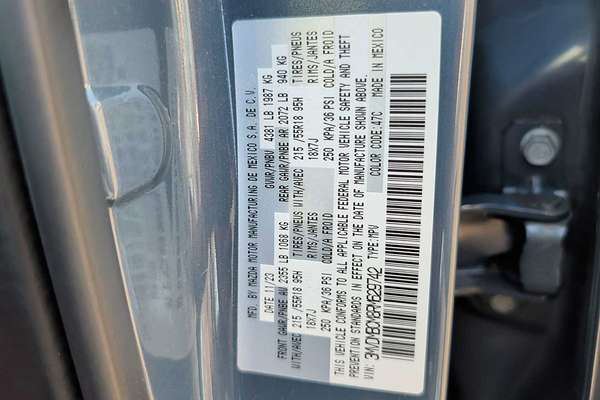 MFD. BY MAZDA MOTOR MANUFACTURING DE MEXICO S.A. DE C.V.
DATE 11/23 GVWR/PNBV 4381 LB 1987 KG
FRONT GAWR/PNBE AV 2355 LB 1068 KG REAR GAWR/PNBE AR 2072 LB 940 KG
WITH/AVEC 215/55R18 95H TIRES/PNEUS WITH/AVEC 215/55R18 95H TIRES/PNEUS
18X7J RIMS/JANTES 18X7J RIMS/JANTES
250 KPA/36 PSI COLD/A FROID 250 KPA/36 PSI COLD/A FROID
THIS VEHICLE CONFORMS TO ALL APPLICABLE FEDERAL MOTOR VEHICLE SAFETY AND THEFT
PREVENTION STANDARDS IN EFFECT ON THE DATE OF MANUFACTURE SHOWN ABOVE.
COLOR CODE: 47C MADE IN MEXICO
VIN: TYPE: MPV